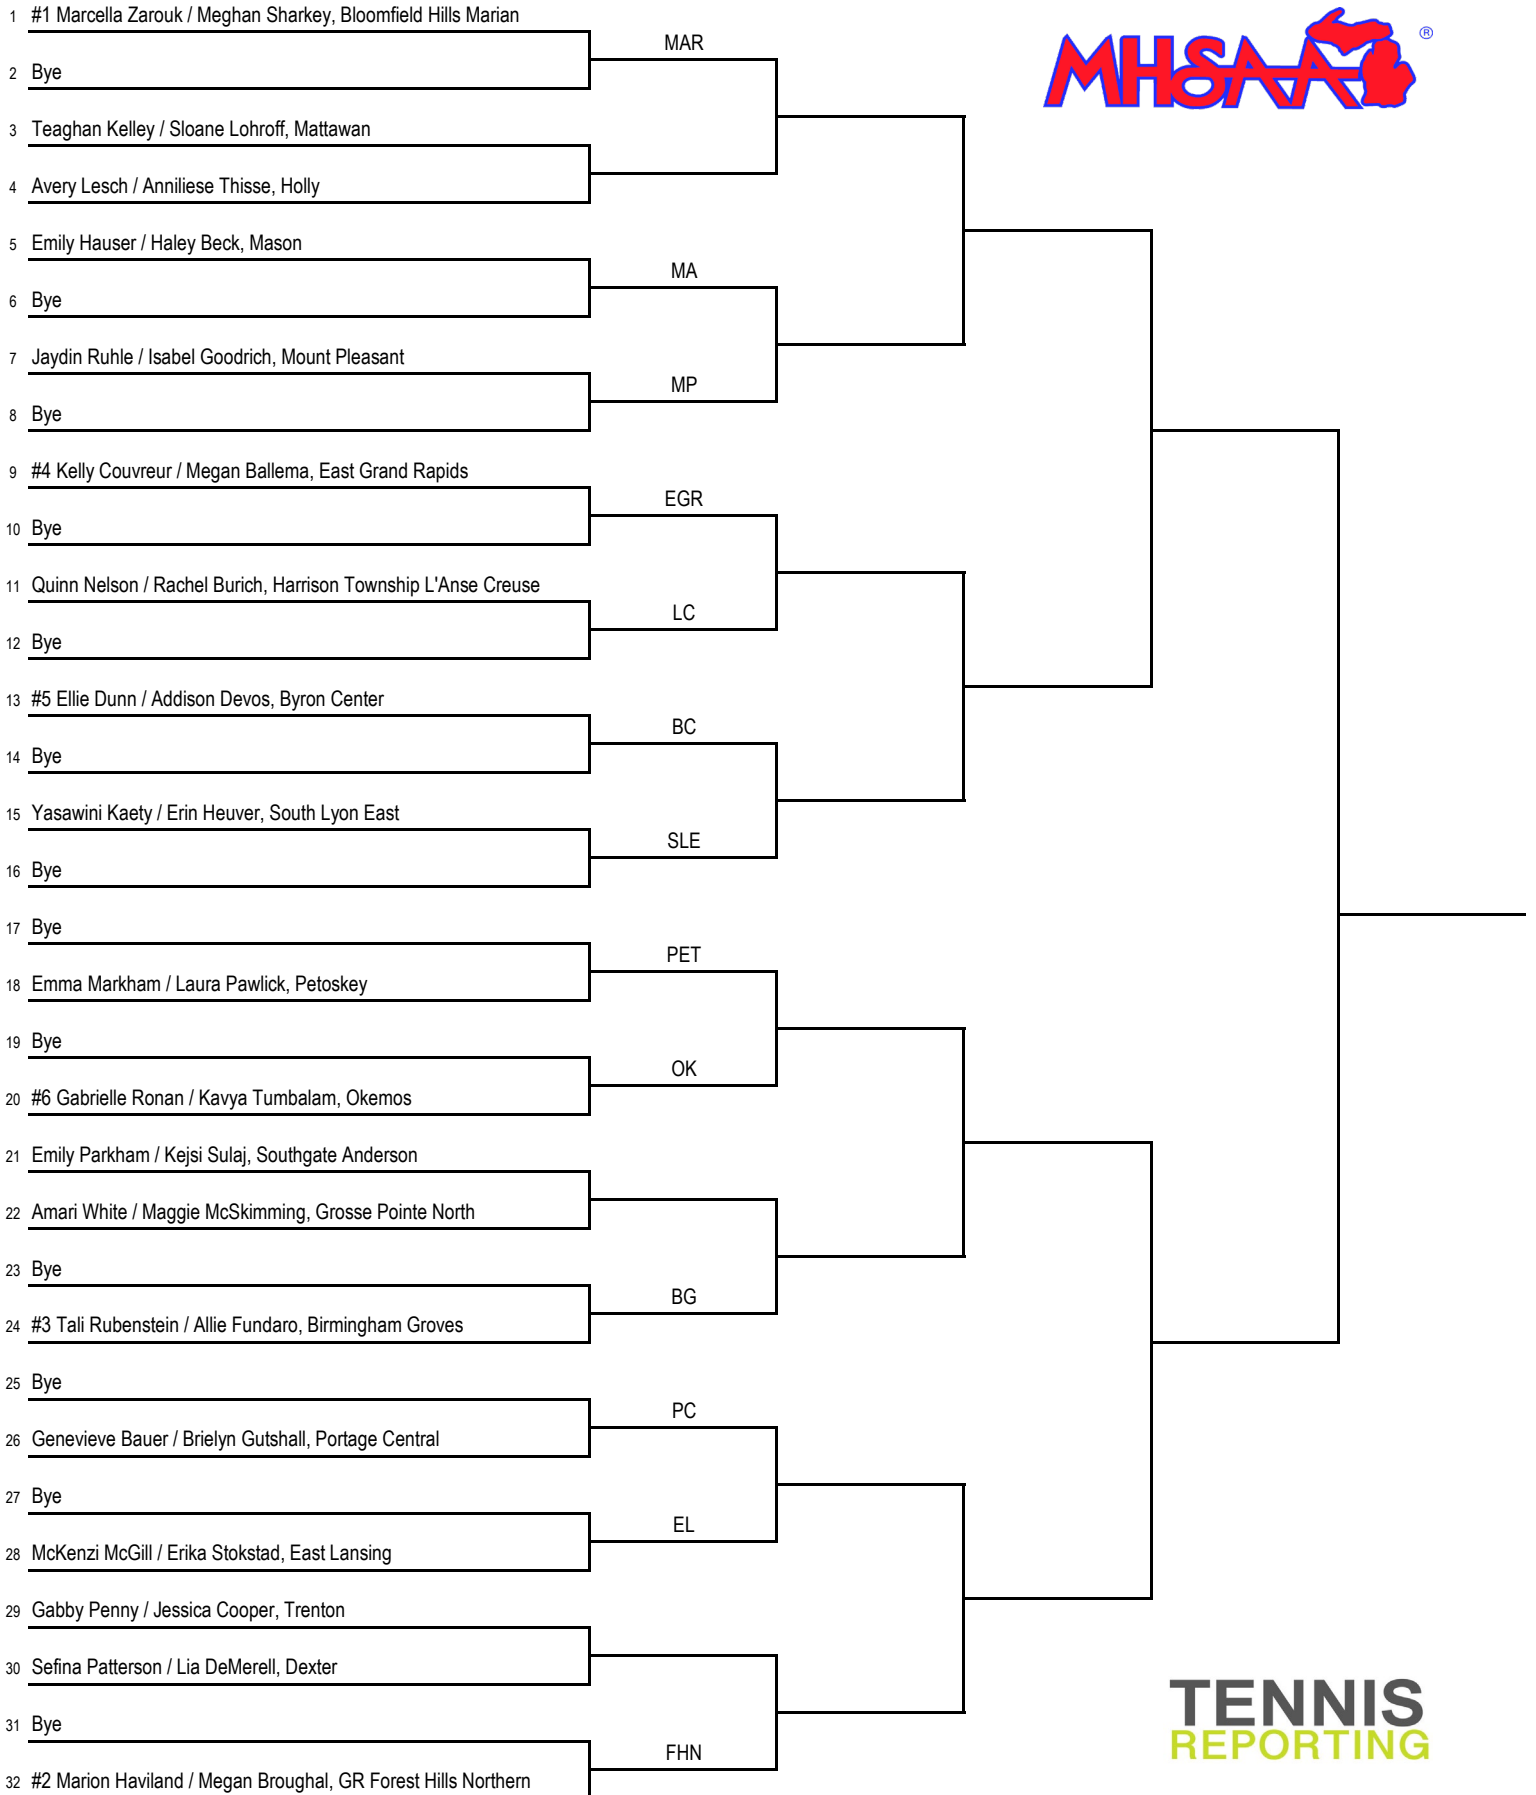 1 #1 Marcella Zarouk / Meghan Sharkey, Bloomfield Hills Marian
MAR
MHSAA ®
2 Bye
3 Teaghan Kelley / Sloane Lohroff, Mattawan
4 Avery Lesch / Anniliese Thisse, Holly
5 Emily Hauser / Haley Beck, Mason
MA
6 Bye
7 Jaydin Ruhle / Isabel Goodrich, Mount Pleasant
MP
8 Bye
9 #4 Kelly Couvreur / Megan Ballema, East Grand Rapids
EGR
10 Bye
11 Quinn Nelson / Rachel Burich, Harrison Township L'Anse Creuse
LC
12 Bye
13 #5 Ellie Dunn / Addison Devos, Byron Center
BC
14 Bye
15 Yasawini Kaety / Erin Heuver, South Lyon East
SLE
16 Bye
17 Bye
PET
18 Emma Markham / Laura Pawlick, Petoskey
19 Bye
OK
20 #6 Gabrielle Ronan / Kavya Tumbalam, Okemos
21 Emily Parkham / Kejsi Sulaj, Southgate Anderson
22 Amari White / Maggie McSkimming, Grosse Pointe North
23 Bye
BG
24 #3 Tali Rubenstein / Allie Fundaro, Birmingham Groves
25 Bye
PC
26 Genevieve Bauer / Brielyn Gutshall, Portage Central
27 Bye
EL
28 McKenzi McGill / Erika Stokstad, East Lansing
29 Gabby Penny / Jessica Cooper, Trenton
30 Sefina Patterson / Lia DeMerell, Dexter
31 Bye
FHN
32 #2 Marion Haviland / Megan Broughal, GR Forest Hills Northern
TENNIS
REPORTING